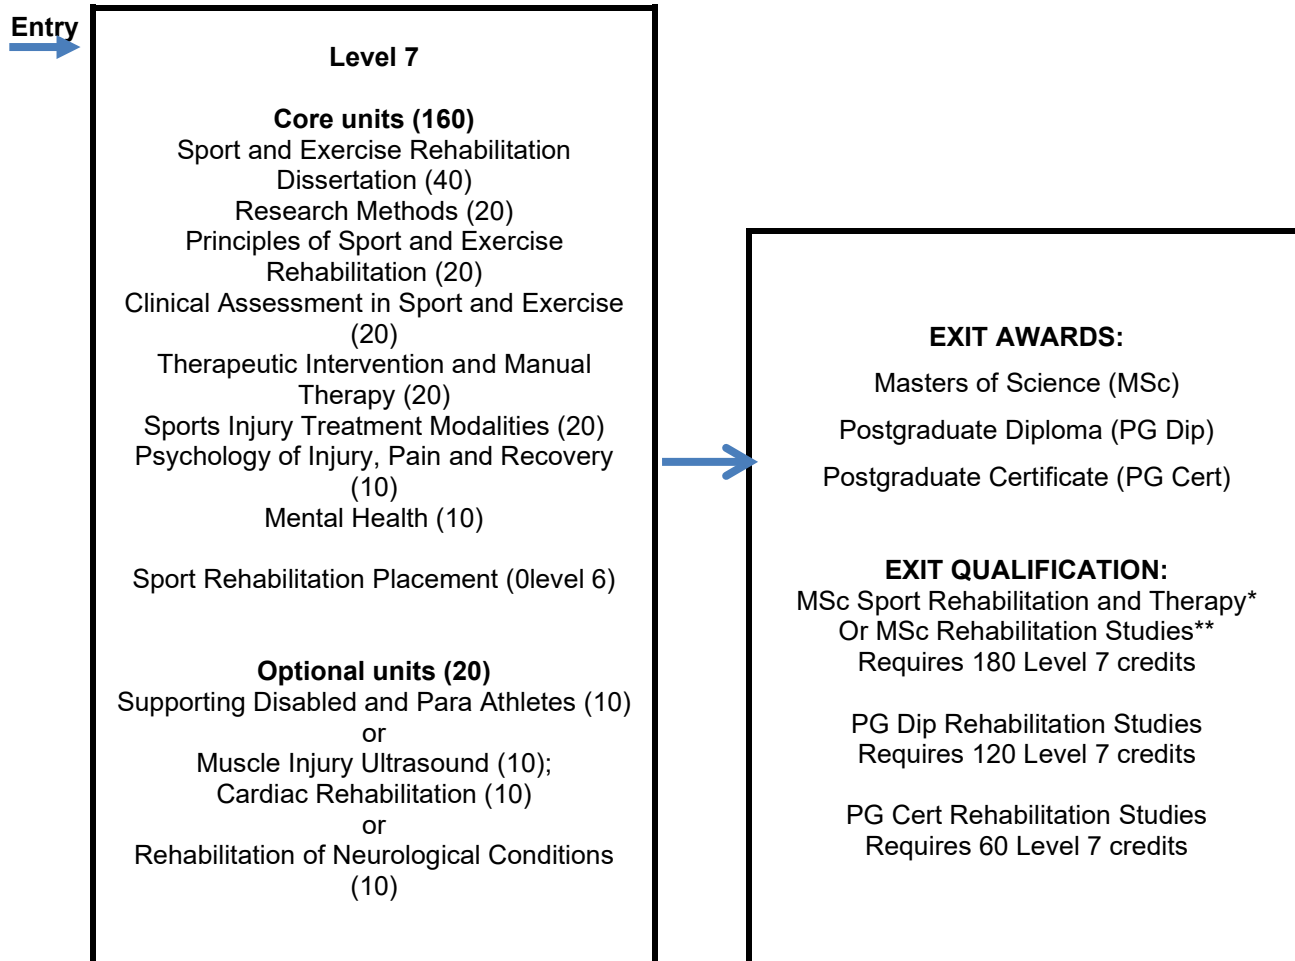 Entry
Level 7
Core units (160)
Sport and Exercise Rehabilitation
Dissertation (40)
Research Methods (20)
Principles of Sport and Exercise
Rehabilitation (20)
Clinical Assessment in Sport and Exercise
(20)
Therapeutic Intervention and Manual
Therapy (20)
Sports Injury Treatment Modalities (20)
Psychology of Injury, Pain and Recovery
(10)
Mental Health (10)
Sport Rehabilitation Placement (0level 6)
Optional units (20)
Supporting Disabled and Para Athletes (10)
or
Muscle Injury Ultrasound (10);
Cardiac Rehabilitation (10)
or
Rehabilitation of Neurological Conditions
(10)
EXIT AWARDS:
Masters of Science (MSc)
Postgraduate Diploma (PG Dip)
Postgraduate Certificate (PG Cert)
EXIT QUALIFICATION:
MSc Sport Rehabilitation and Therapy*
Or MSc Rehabilitation Studies**
Requires 180 Level 7 credits
PG Dip Rehabilitation Studies
Requires 120 Level 7 credits
PG Cert Rehabilitation Studies
Requires 60 Level 7 credits